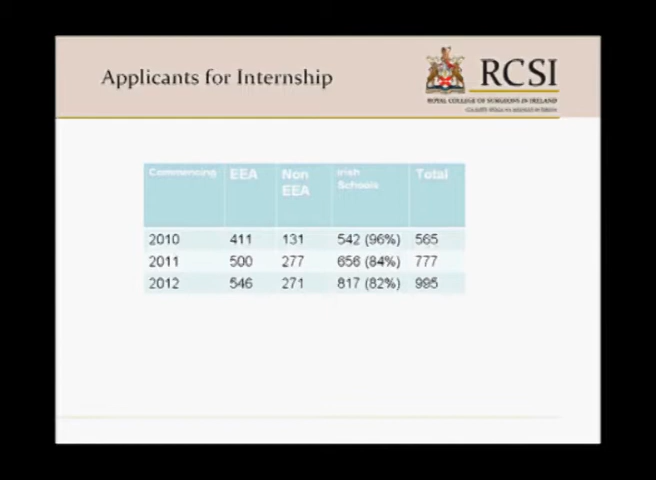 Applicants for Internship
RCSI
ROYAL COLLEGE OF SURGEONS IN IRELAND
Commencing EEA Non EEA Irish Schools Total
2010 411 131 542 (96%) 565
2011 500 277 656 (84%) 777
2012 546 271 817 (82%) 995